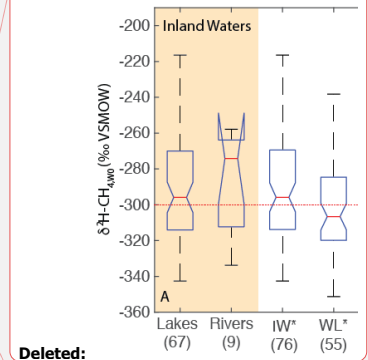 -200
-220
-240
-260
-280
-300
-320
-340
-360
δ²H-CH4,W0 (‰ VSMOW)
Inland Waters
A
Lakes Rivers IW* WL*
(67) (9) (76) (55)
Deleted: